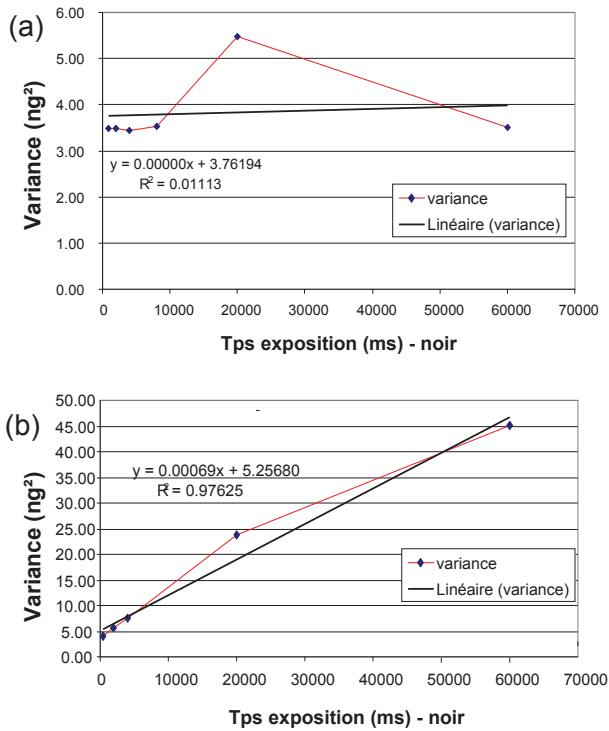 (a)
6.00
5.00
4.00
3.00
2.00
1.00
0.00
Variance (ng²)
y = 0.00000x + 3.76194
R² = 0.01113
variance
Linéaire (variance)
0 10000 20000 30000 40000 50000 60000 70000
Tps exposition (ms) - noir
(b)
50.00
45.00
40.00
35.00
30.00
25.00
20.00
15.00
10.00
5.00
0.00
Variance (ng²)
y = 0.00069x + 5.25680
R² = 0.97625
variance
Linéaire (variance)
0 10000 20000 30000 40000 50000 60000 70000
Tps exposition (ms) - noir